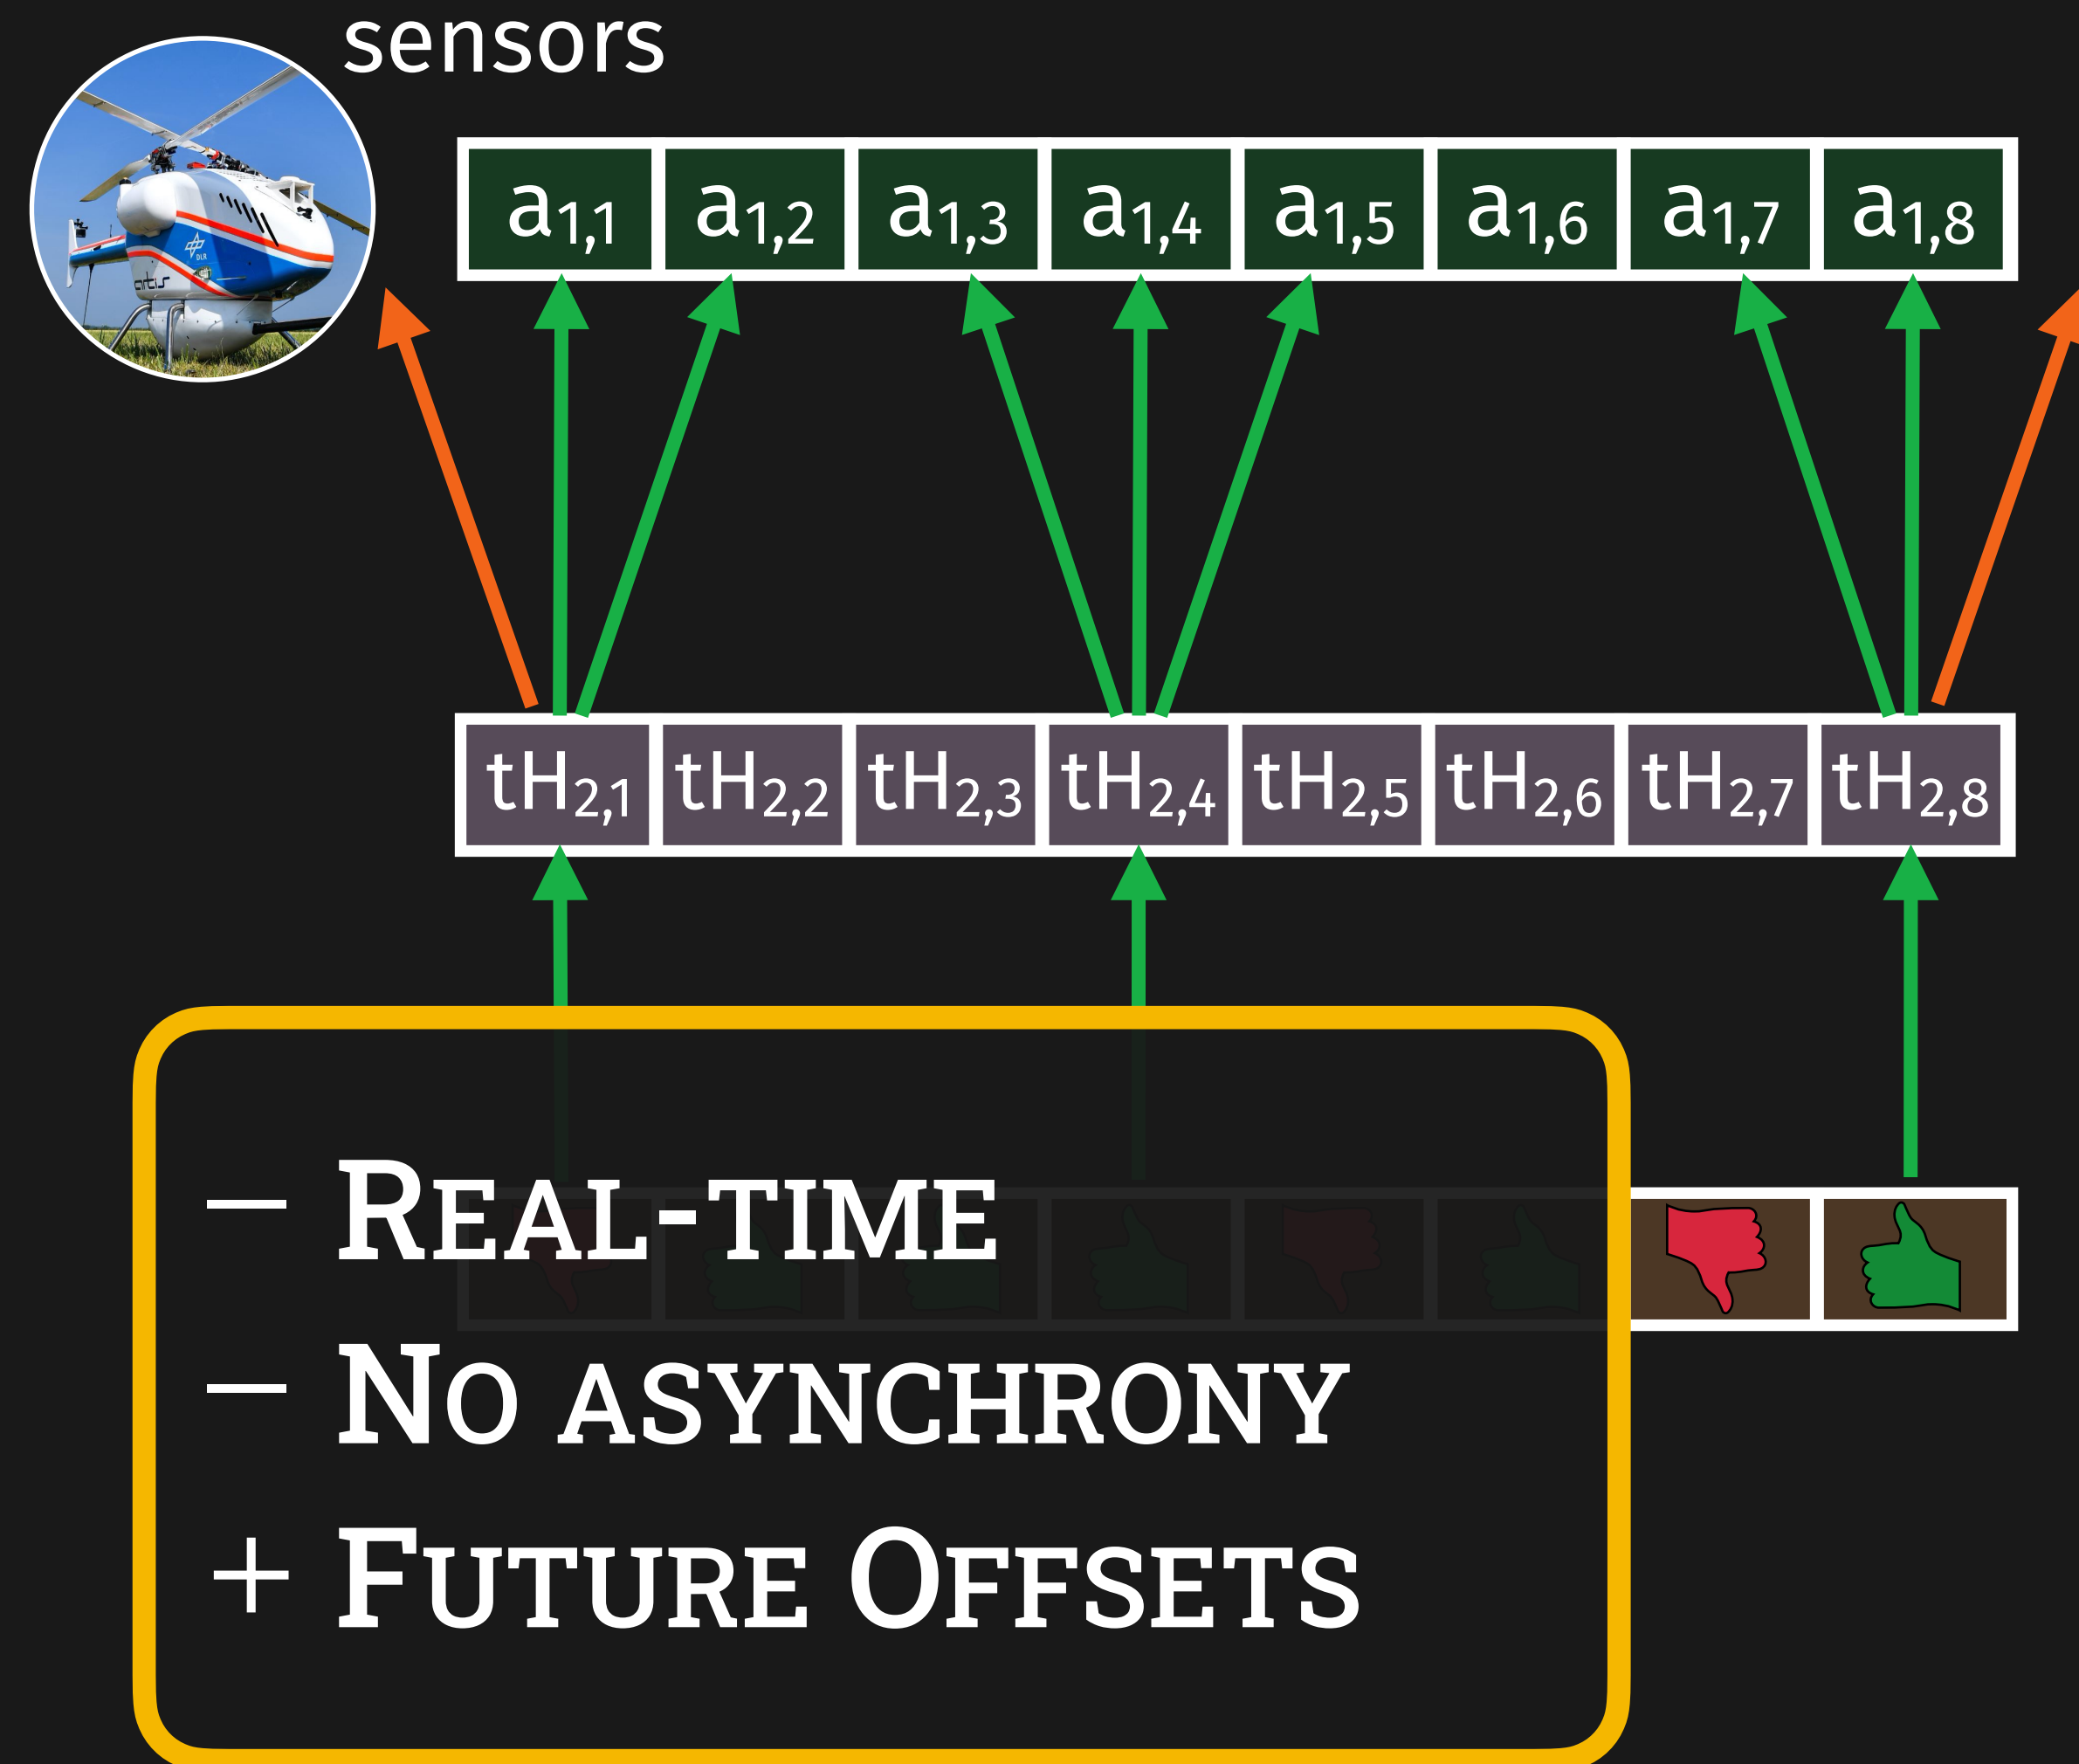 sensors
a1,1 a1,2 a1,3 a1,4 a1,5 a1,6 a1,7 a1,8
DLR
artis
tH2,1 tH2,2 tH2,3 tH2,4 tH2,5 tH2,6 tH2,7 tH2,8
– REAL-TIME
– NO ASYNCHRONY
+ FUTURE OFFSETS